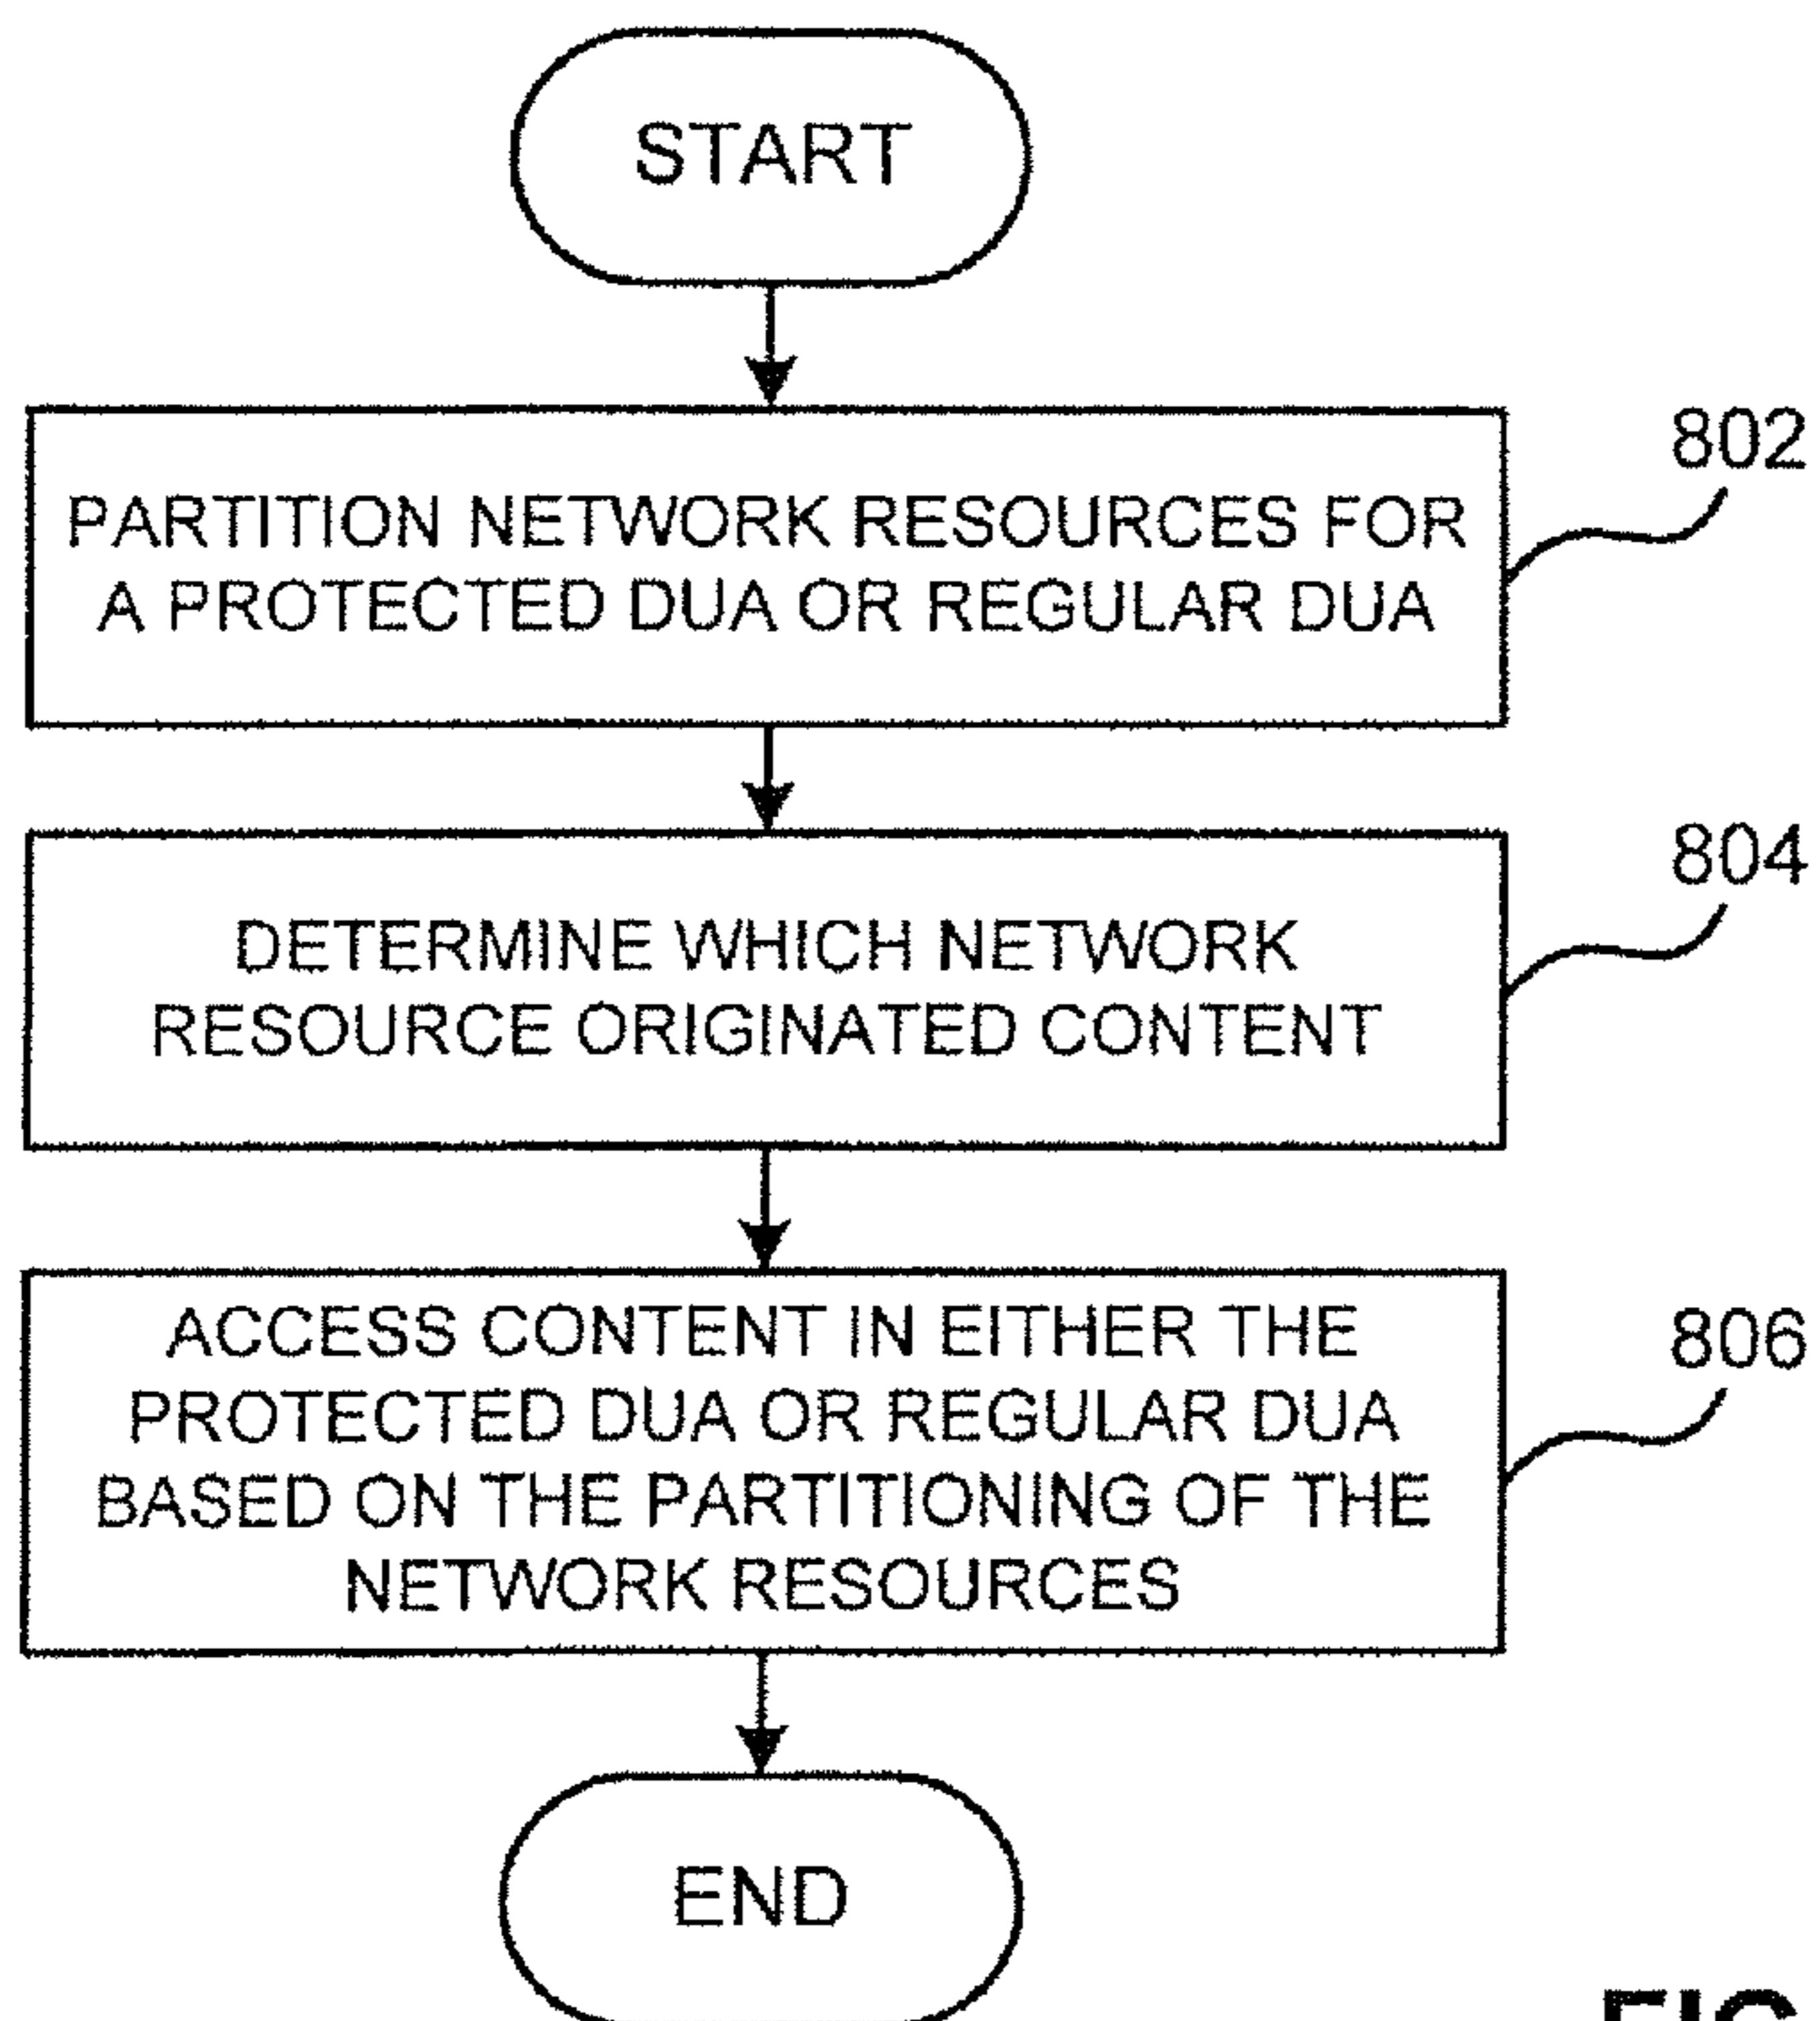 START
802
PARTITION NETWORK RESOURCES FOR
A PROTECTED DUA OR REGULAR DUA
804
DETERMINE WHICH NETWORK
RESOURCE ORIGINATED CONTENT
806
ACCESS CONTENT IN EITHER THE
PROTECTED DUA OR REGULAR DUA
BASED ON THE PARTITIONING OF THE
NETWORK RESOURCES
END